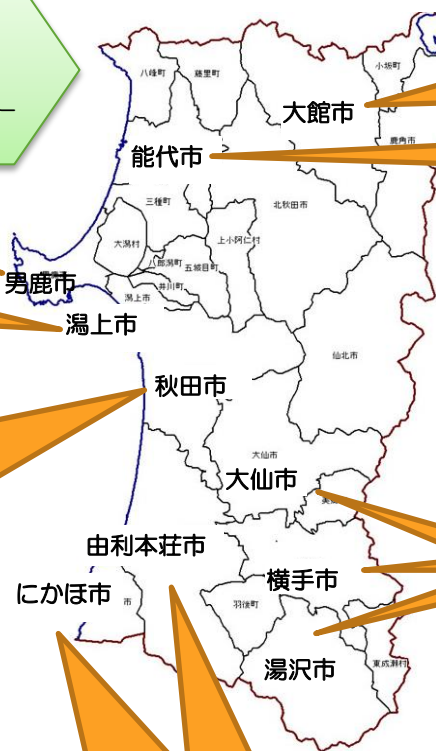 小坂町
八峰町
藤里町
大館市
鹿角市
能代市
三種町
北秋田市
上小阿仁村
大潟村
八郎潟町
五城目町
男鹿市
井川町
潟上市
潟上市
仙北市
秋田市
大仙市
大仙市
由利本荘市
横手市
にかほ市
市
羽後町
湯沢市
東成瀬村